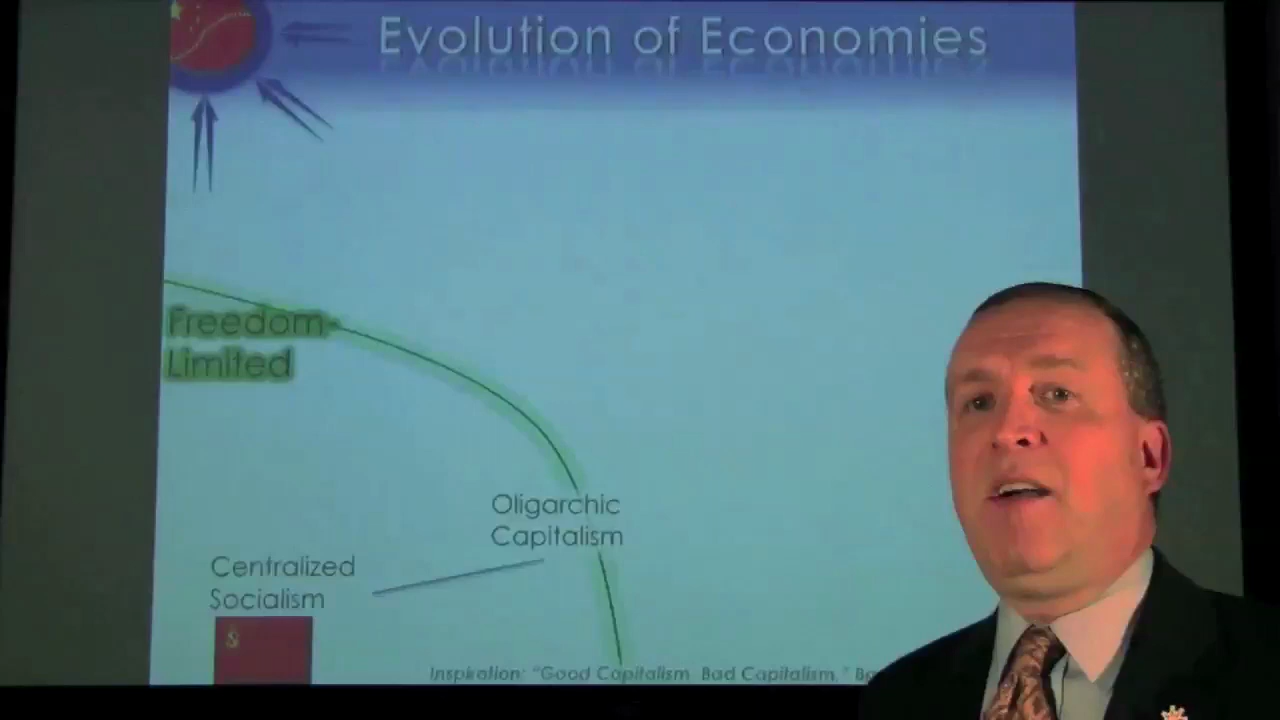 Evolution of Economies
Freedom-
Limited
Oligarchic
Capitalism
Centralized
Socialism
Inspiration: "Good Capitalism, Bad Capitalism,"